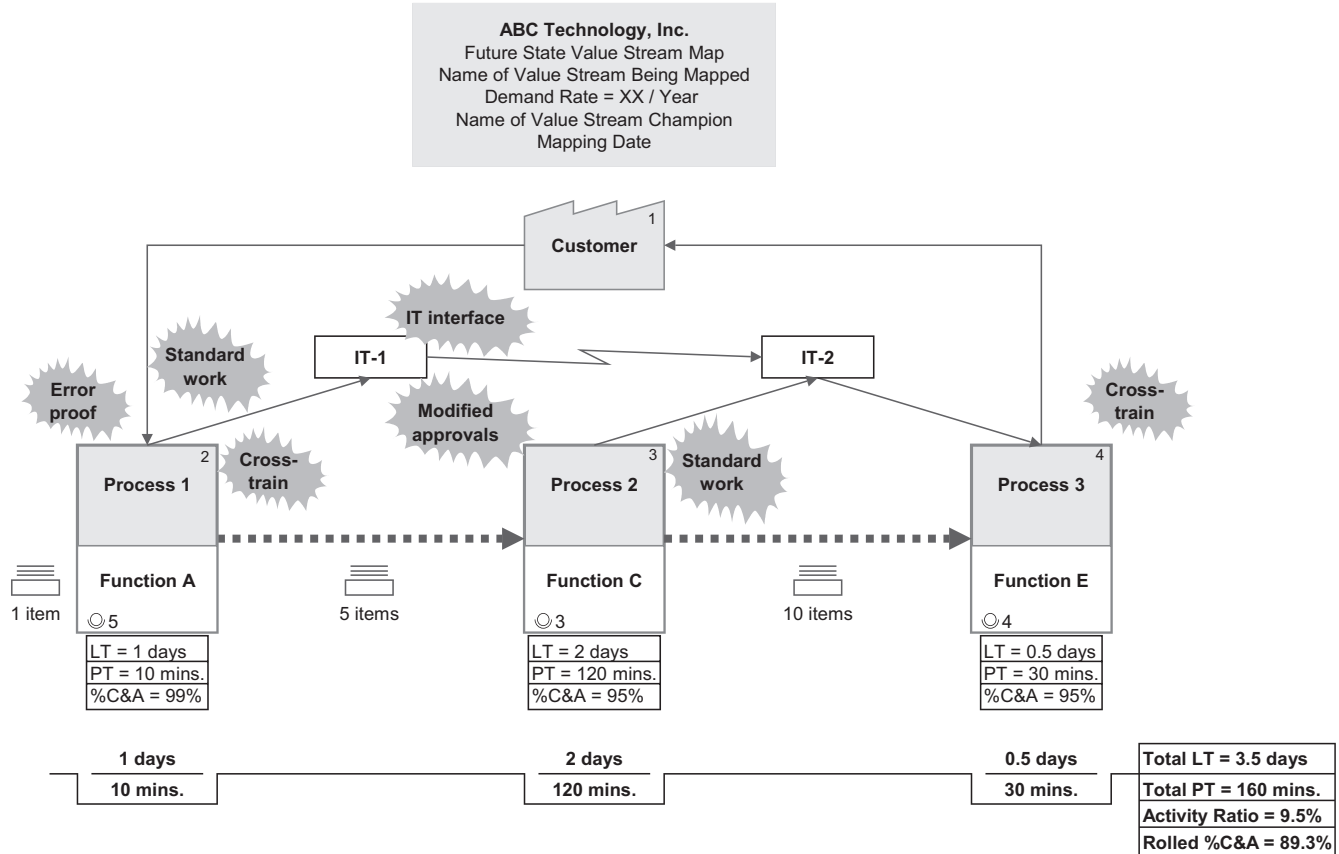 ABC Technology, Inc.
Future State Value Stream Map
Name of Value Stream Being Mapped
Demand Rate = XX / Year
Name of Value Stream Champion
Mapping Date
1
Customer
IT interface
IT-1
IT-2
Standard
work
Error
proof
Modified
approvals
Cross-
train
2
Process 1
Cross-
train
3
Process 2
Standard
work
4
Process 3
Function A
Function C
Function E
1 item
5 items
10 items
5
3
4
LT = 1 days
PT = 10 mins.
%C&A = 99%
LT = 2 days
PT = 120 mins.
%C&A = 95%
LT = 0.5 days
PT = 30 mins.
%C&A = 95%
1 days
10 mins.
2 days
120 mins.
0.5 days
30 mins.
Total LT = 3.5 days
Total PT = 160 mins.
Activity Ratio = 9.5%
Rolled %C&A = 89.3%